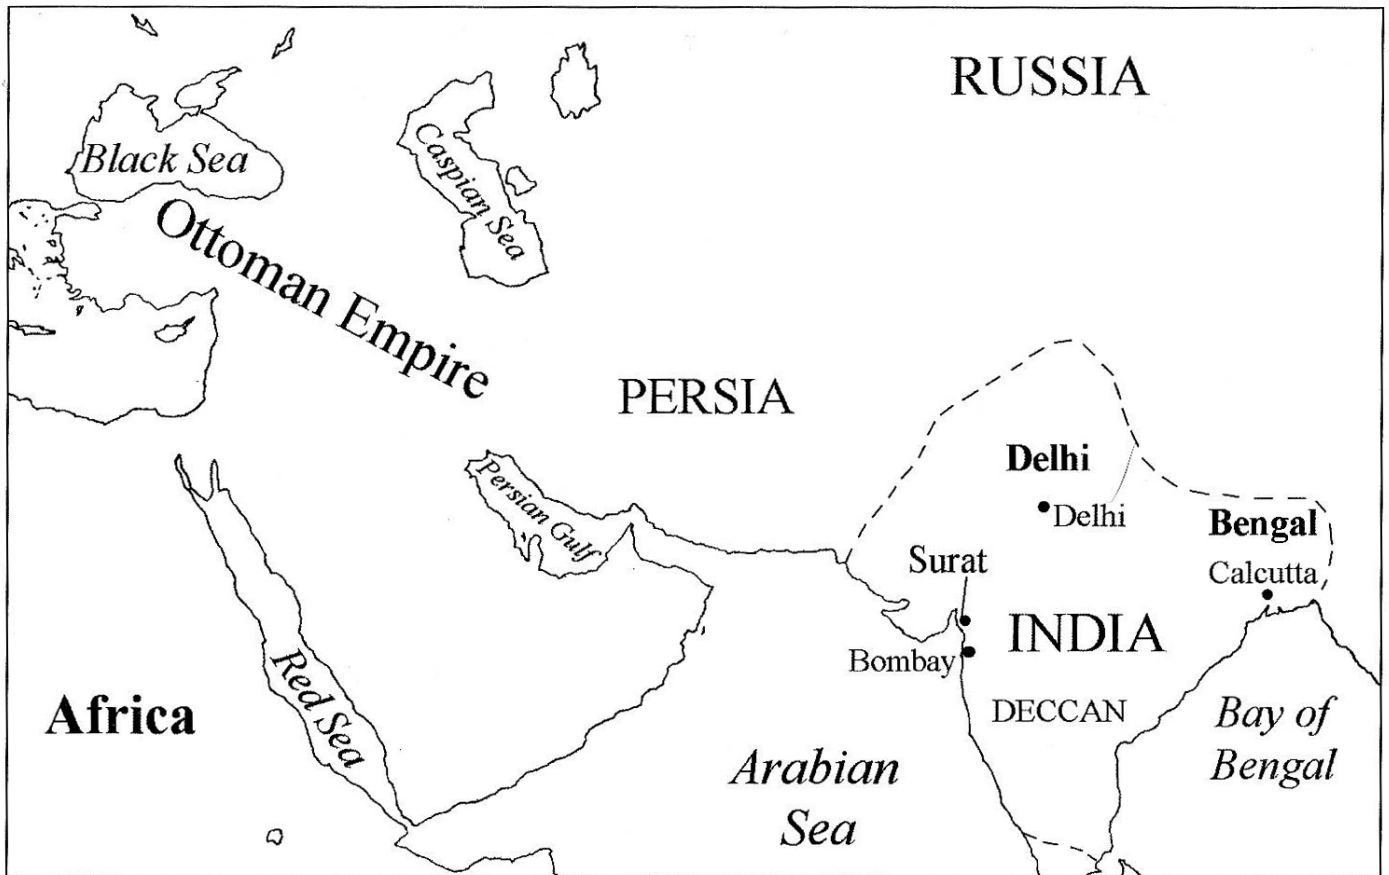 RUSSIA
Black Sea
Caspian Sea
Ottoman Empire
PERSIA
Delhi
Delhi
Persian Gulf
Bengal
Surat
Calcutta
INDIA
Bombay
Red Sea
Africa
DECCAN
Bay of
Bengal
Arabian
Sea